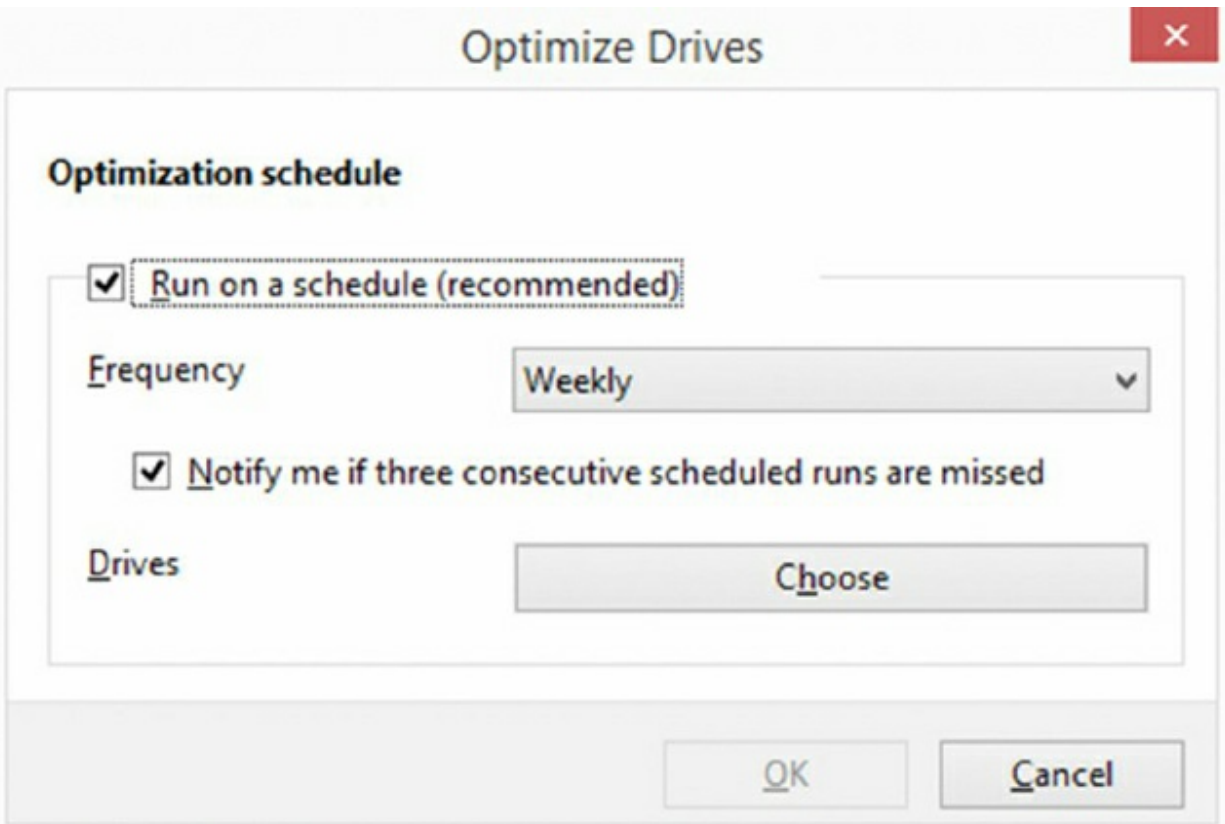 Optimize Drives
Optimization schedule
Run on a schedule (recommended)
Frequency
Weekly
Notify me if three consecutive scheduled runs are missed
Drives
Choose
OK
Cancel